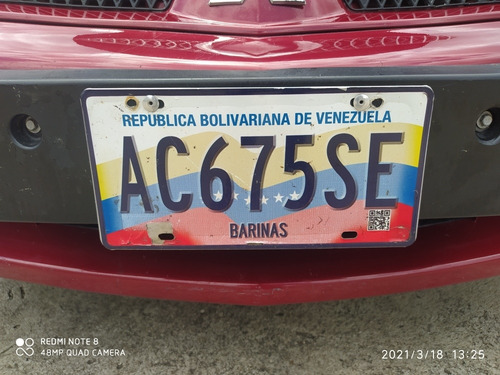 REPUBLICA BOLIVARIANA DE VENEZUELA
AC675SE
BARINAS
REDMI NOTE 8
48MP QUAD CAMERA
2021/3/18 13:25